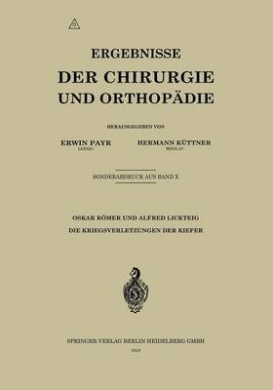 ERGEBNISSE
DER CHIRURGIE
UND ORTHOPÄDIE
HERAUSGEGEBEN VON
ERWIN PAYR HERMANN KÜTTNER
LEIPZIG BRESLAU
SONDERABDRUCK AUS BAND X
OSKAR RÖMER UND ALFRED LICKTEIG
DIE KRIEGSVERLETZUNGEN DER KIEFER
SPRINGER-VERLAG BERLIN HEIDELBERG GMBH